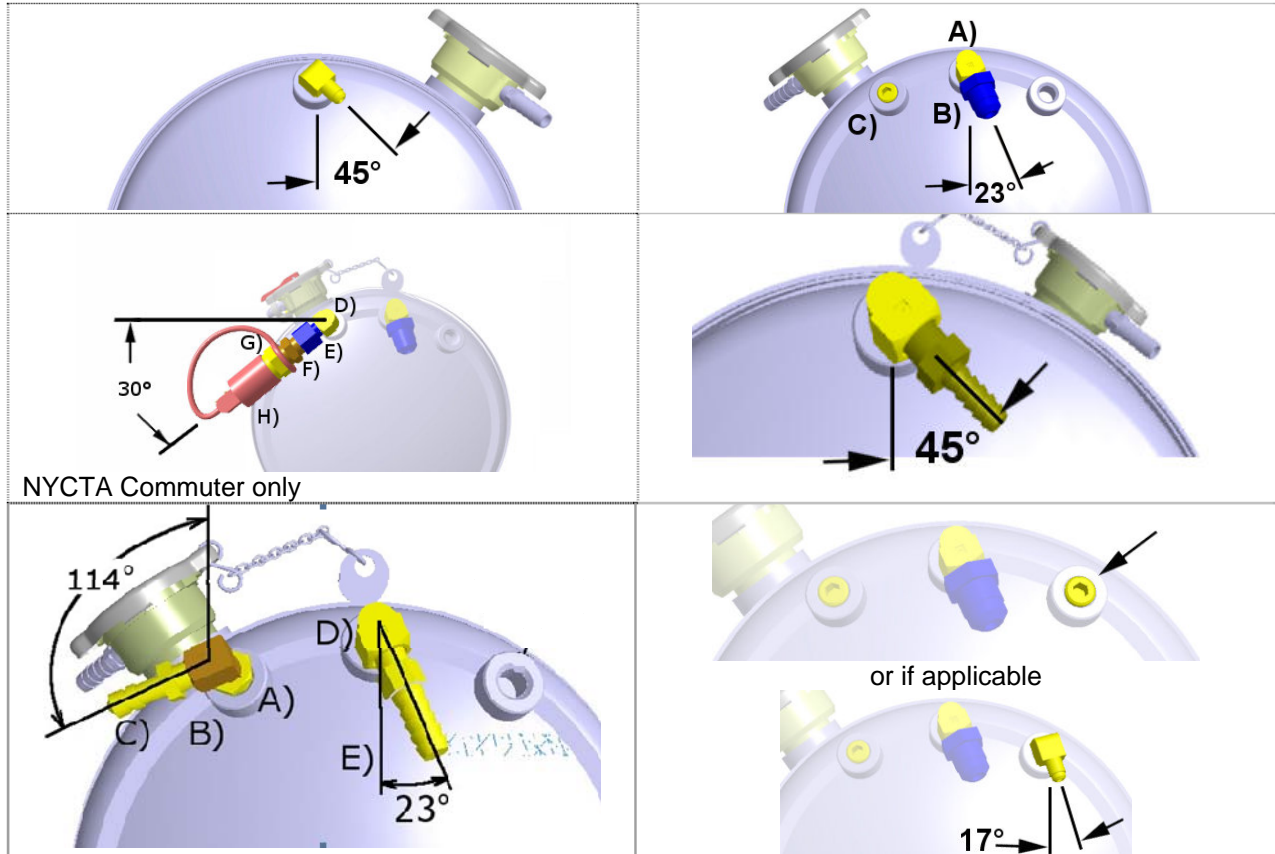 45°
A)
B)
C)
23°
D)
E)
F)
G)
H)
30°
NYCTA Commuter only
45°
114°
A)
B)
C)
D)
E)
23°
or if applicable
17°